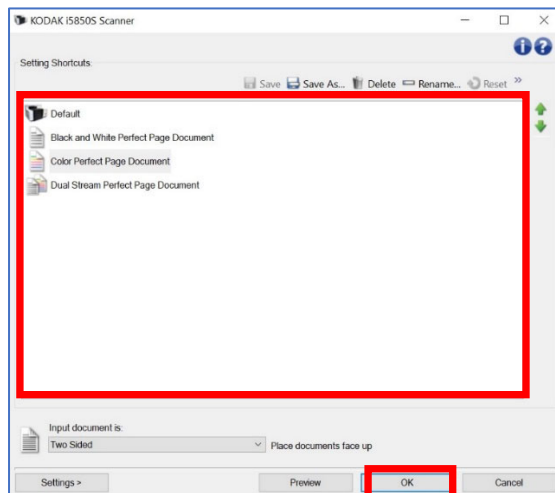 KODAK i5850S Scanner
Setting Shortcuts:
Save Save As... Delete Rename... Reset »
Default
Black and White Perfect Page Document
Color Perfect Page Document
Dual Stream Perfect Page Document
Input document is:
Two Sided Place documents face up
Settings > Preview OK Cancel